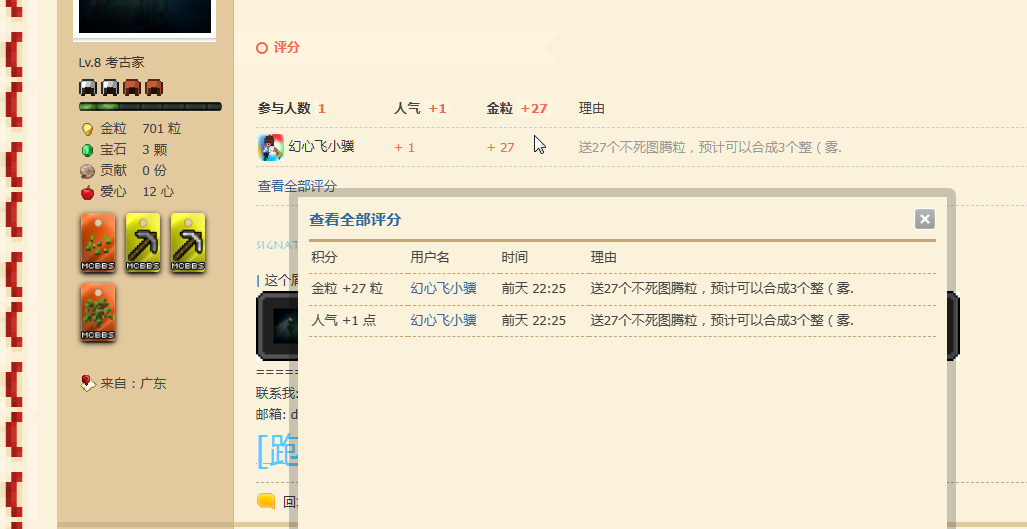 Lv.8 考古家
金粒 701 粒
宝石 3 颗
贡献 0 份
爱心 12 心
MOBBS MOBBS MOBBS
MOBBS
来自：广东
评分
参与人数 1 人气 +1 金粒 +27 理由
幻心飞小骥 + 1 + 27 送27个不死图腾粒，预计可以合成3个整（雾.
查看全部评分
SIGNAT
| 这个
=====
联系我:
邮箱: d
[跑
回
查看全部评分
积分 用户名 时间 理由
金粒 +27 粒 幻心飞小骥 前天 22:25 送27个不死图腾粒，预计可以合成3个整（雾.
人气 +1 点 幻心飞小骥 前天 22:25 送27个不死图腾粒，预计可以合成3个整（雾.